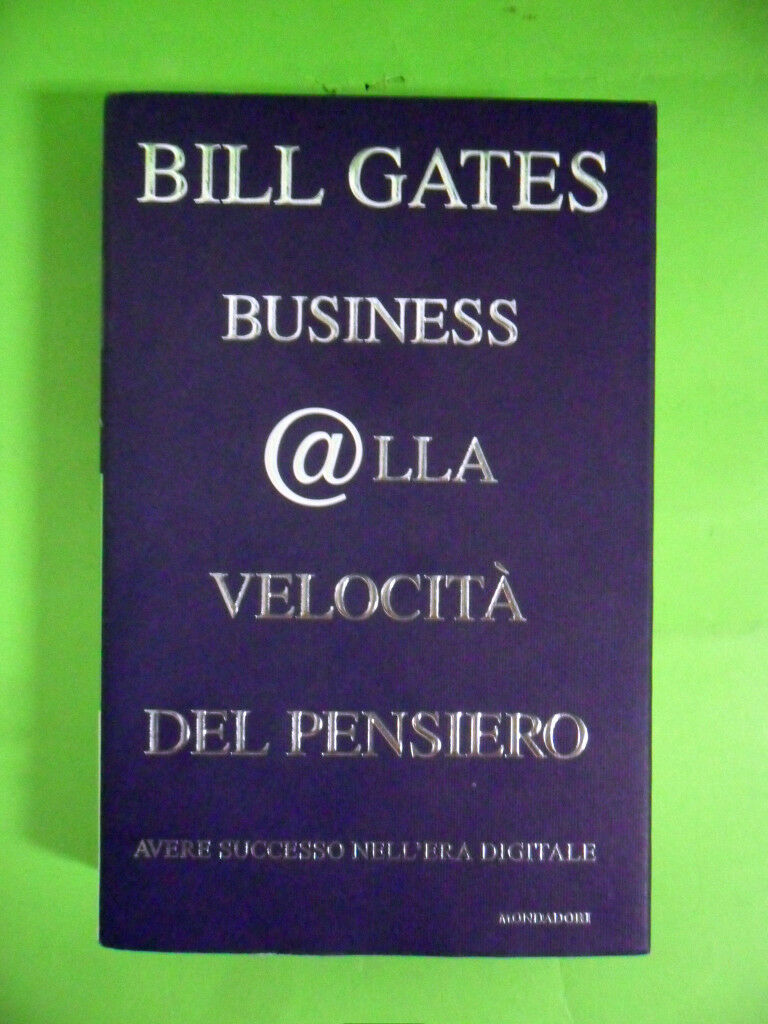 BILL GATES
BUSINESS
@LLA
VELOCITÀ
DEL PENSIERO
AVERE SUCCESSO NELL'ERA DIGITALE
MONDADORI